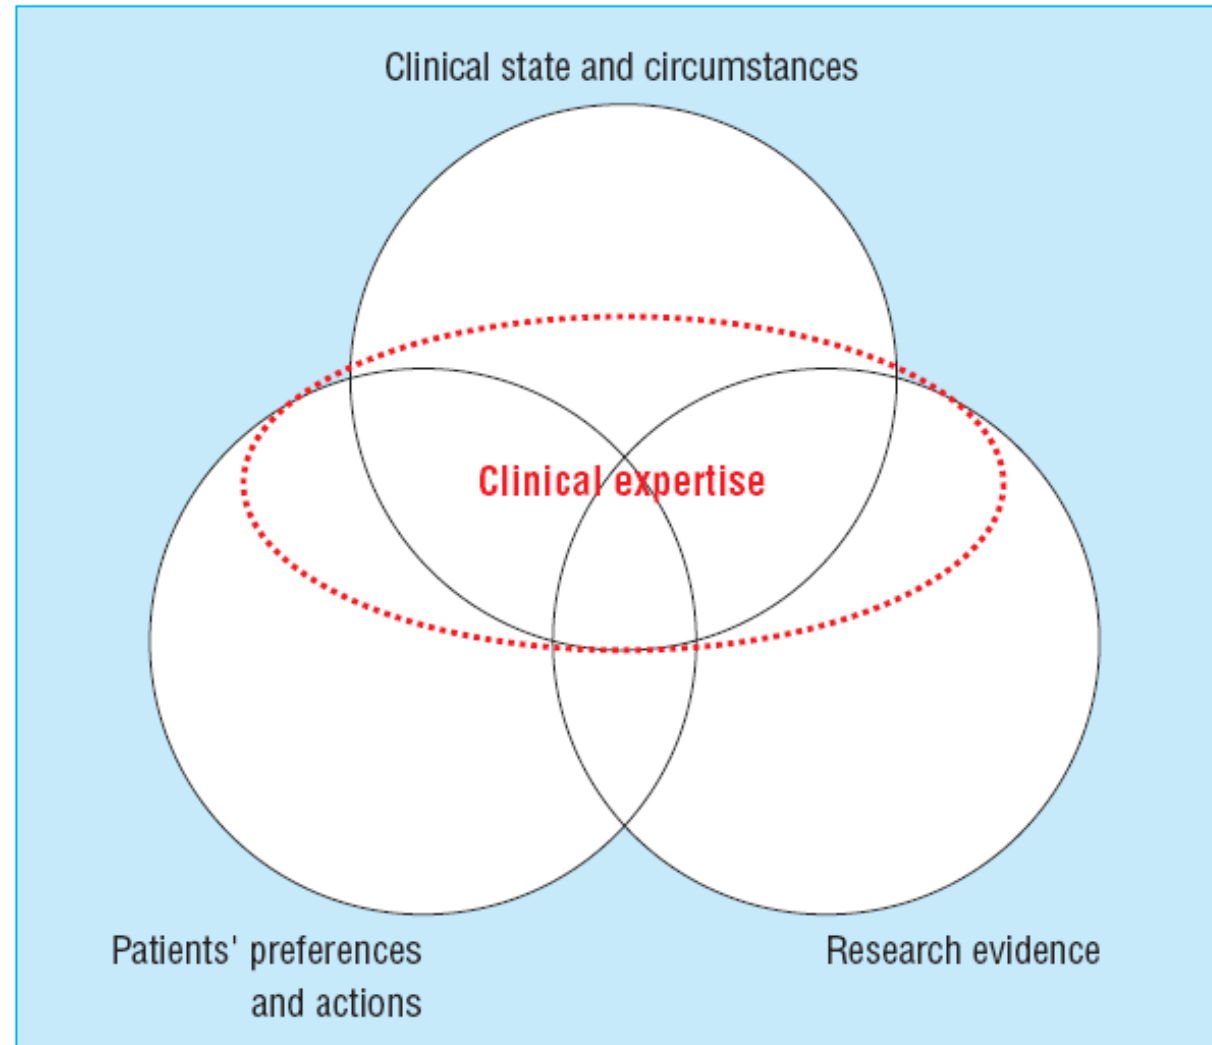 Clinical state and circumstances
Clinical expertise
Patients' preferences
and actions
Research evidence